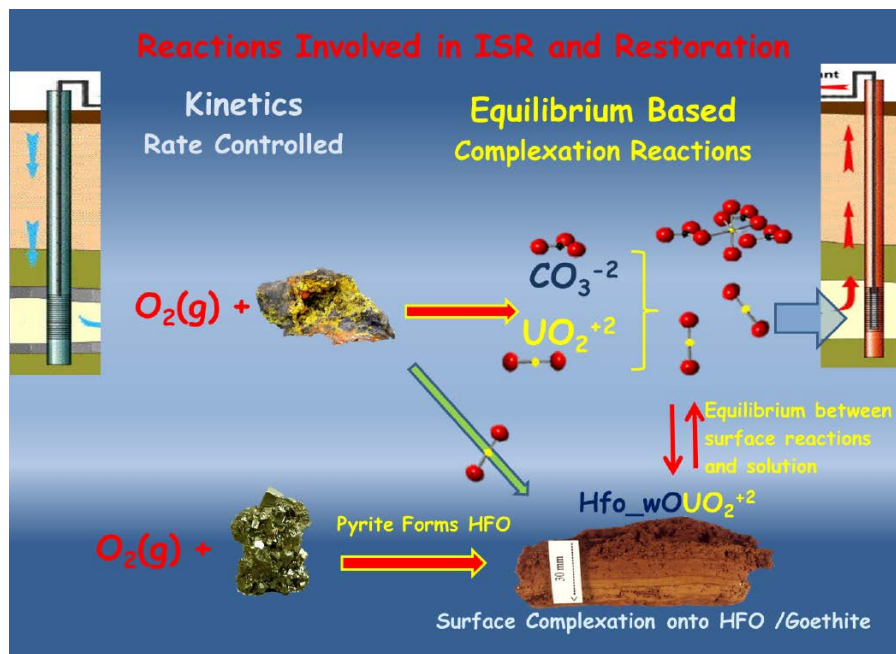 Reactions Involved in ISR and Restoration
Kinetics
Rate Controlled
Equilibrium Based
Complexation Reactions
CO₃⁻²
O₂(g) +
UO₂⁺²
Equilibrium between
surface reactions
and solution
Hfo_wOUO₂⁺²
Pyrite Forms HFO
O₂(g) +
30 mm
Surface Complexation onto HFO /Goethite